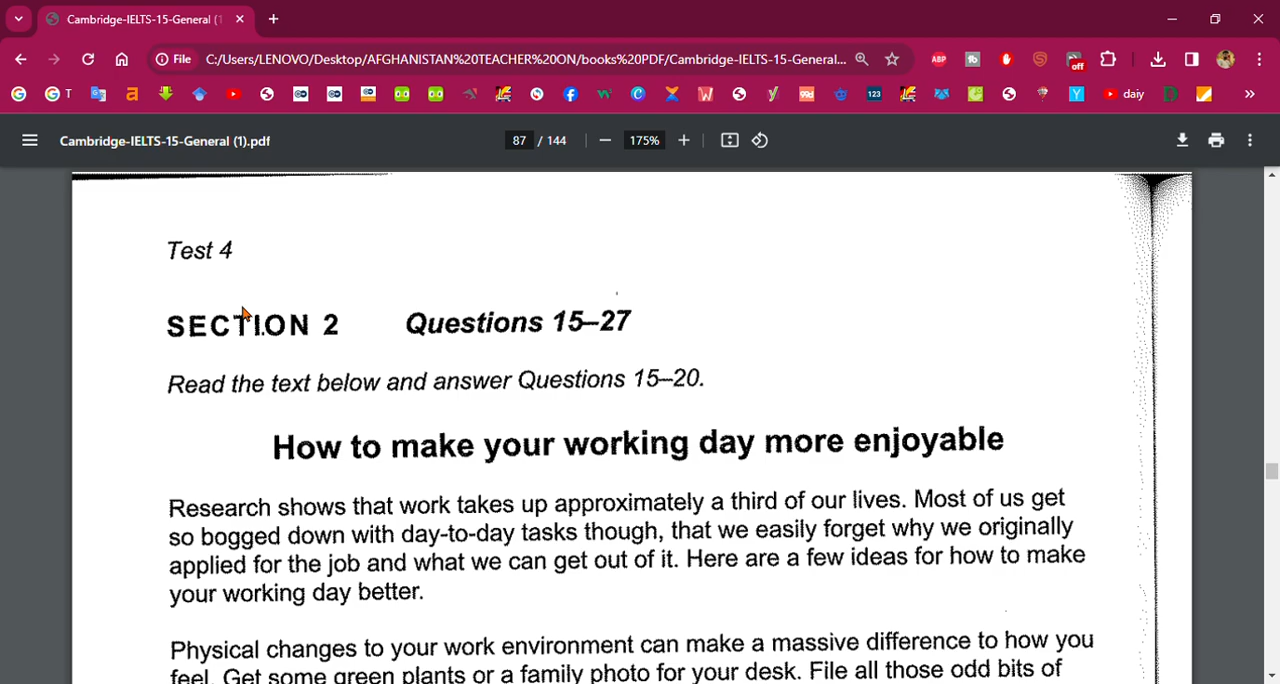 Cambridge-IELTS-15-General (1
File C:/Users/LENOVO/Desktop/AFGHANISTAN%20TEACHER%20ON/books%20PDF/Cambridge-IELTS-15-General...
ABP
off
G T
W
123
Y
daiy
Cambridge-IELTS-15-General (1).pdf
87 / 144
175%
Test 4
SECTION 2 Questions 15–27
Read the text below and answer Questions 15–20.
How to make your working day more enjoyable
Research shows that work takes up approximately a third of our lives. Most of us get
so bogged down with day-to-day tasks though, that we easily forget why we originally
applied for the job and what we can get out of it. Here are a few ideas for how to make
your working day better.
Physical changes to your work environment can make a massive difference to how you
feel. Get some green plants or a family photo for your desk. File all those odd bits of